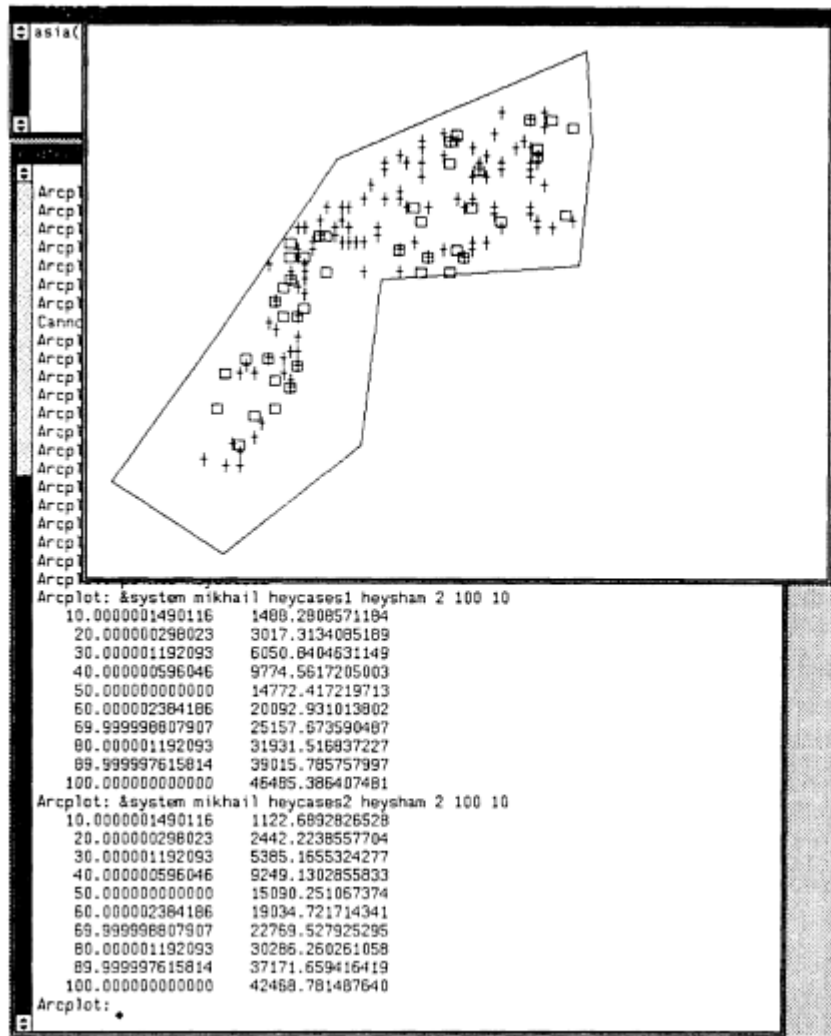 asia(
Arcpl
Arcpl
Arcpl
Arcpl
Arcpl
Arcpl
Arcpl
Canno
Arcpl
Arcpl
Arcpl
Arcpl
Arcpl
Arcpl
Arcpl
Arcpl
Arcpl
Arcpl
Arcpl
Arcpl
Arcpl
Arcplot: &system mikhail heycases1 heysham 2 100 10
10.0000001490116 1488.2808571184
20.000000298023 3017.3134085189
30.000001192093 6050.8404631149
40.000000596046 9774.5617205003
50.000000000000 14772.417219713
60.000002384186 20092.931013802
69.999998807907 25157.673590487
80.000001192093 31931.516837227
89.999997615814 39015.785757997
100.000000000000 46485.386407481
Arcplot: &system mikhail heycases2 heysham 2 100 10
10.0000001490116 1122.6892826528
20.000000298023 2442.2238557704
30.000001192093 5385.1655324277
40.000000596046 9249.1302855833
50.000000000000 15090.251067374
60.000002384186 19034.721714341
69.999998807907 22769.527925295
80.000001192093 30286.260261058
89.999997615814 37171.659416419
100.000000000000 42468.781487640
Arcplot: